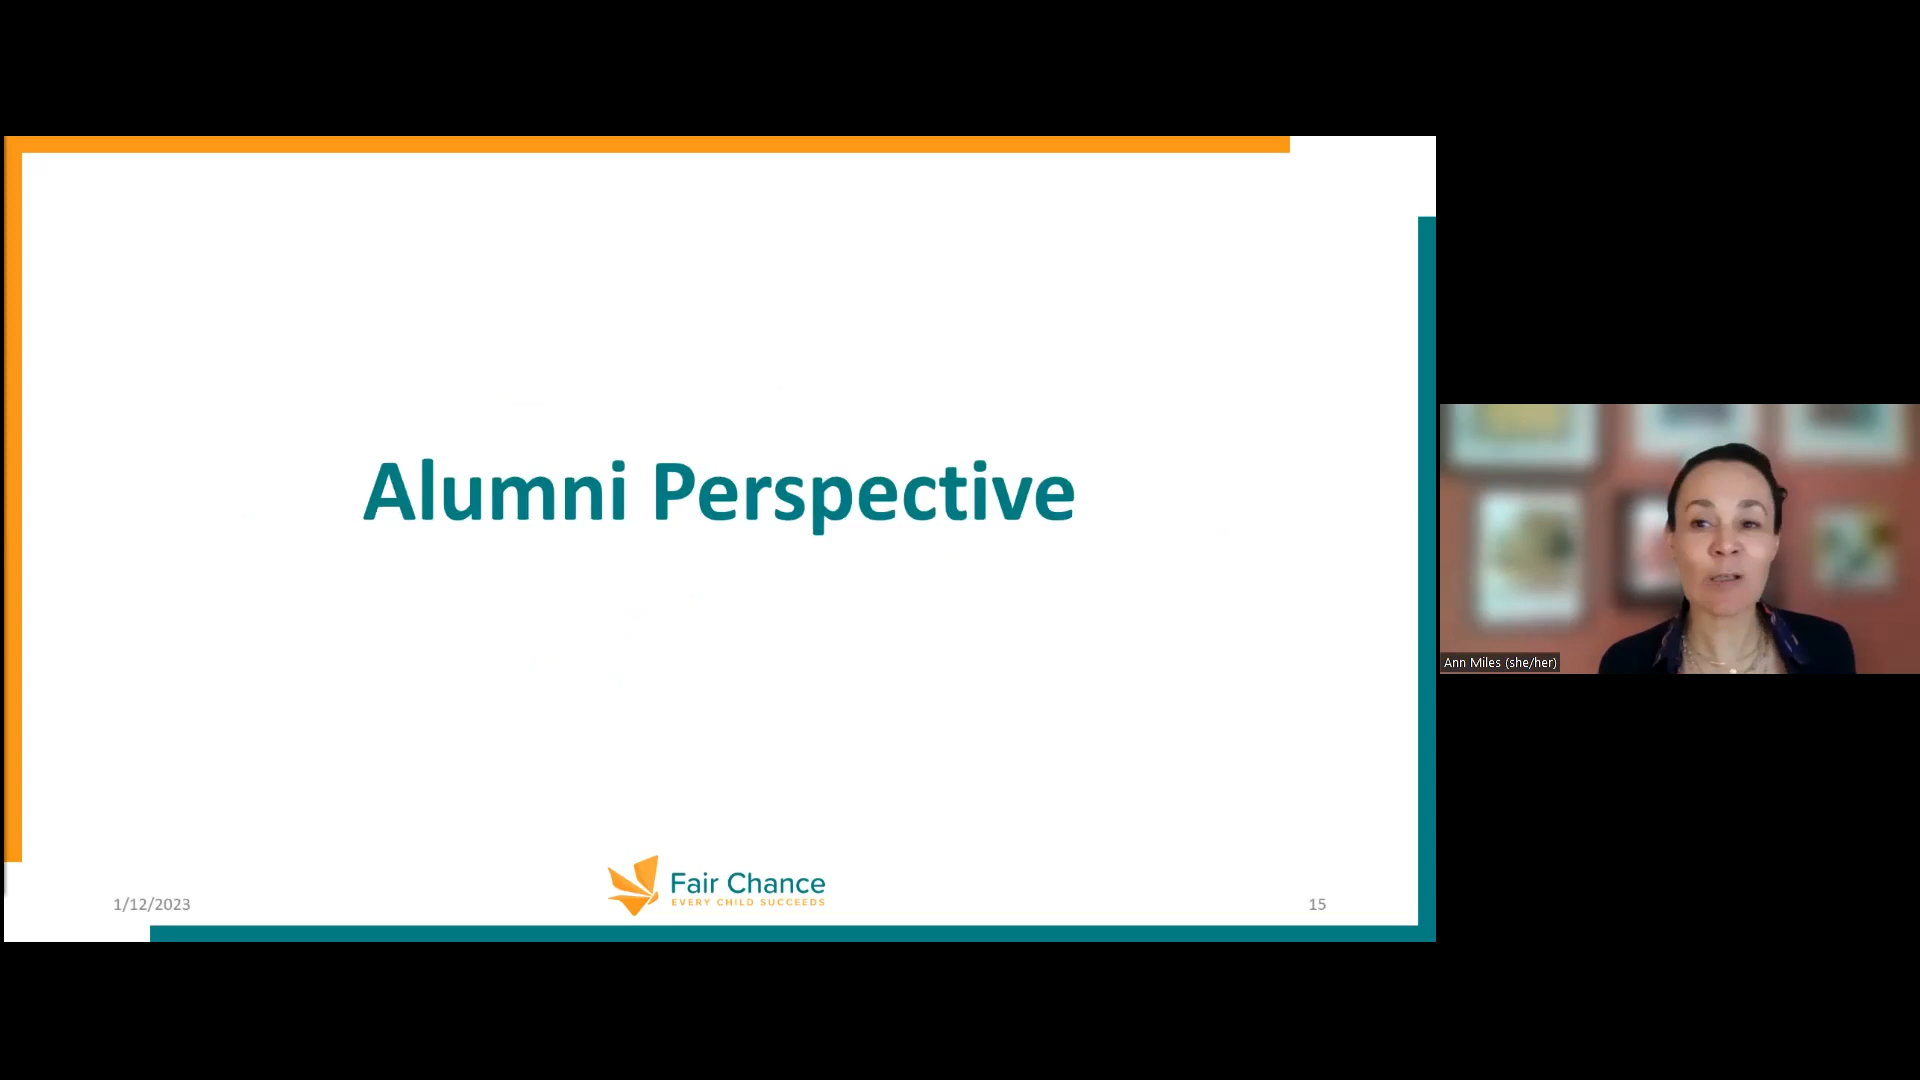 Alumni Perspective
Ann Miles (she/her)
Fair Chance
EVERY CHILD SUCCEEDS
1/12/2023
15